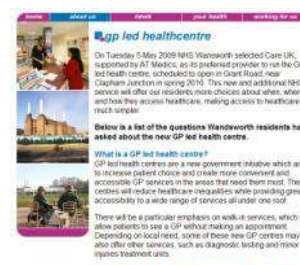 home about us news your health working for us
gp led healthcentre
On Tuesday 5 May 2009 NHS Wansworth selected Care UK,
supported by AT Medics, as its preferred provider to run the G
led health centre, scheduled to open in Grant Road, near
Clapham Junction in spring 2010. This new and additional NHS
service will offer our residents more choices about when, wher
and how they access healthcare, making access to healthcare
much simpler.
Below is a list of the questions Wandsworth residents ha
asked about the new GP led health centre.
What is a GP led health centre?
GP led health centres are a new government initiative which aim
to increase patient choice and create more convenient and
accessible GP services in the areas that need them most. The
centres will reduce healthcare inequalities while providing grea
accessibility to a wide range of services all under one roof.
There will be a particular emphasis on walk-in services, which
allow patients to see a GP without making an appointment.
Depending on local need, some of these new GP centres may
also offer other services, such as diagnostic testing and minor
injuries treatment units.